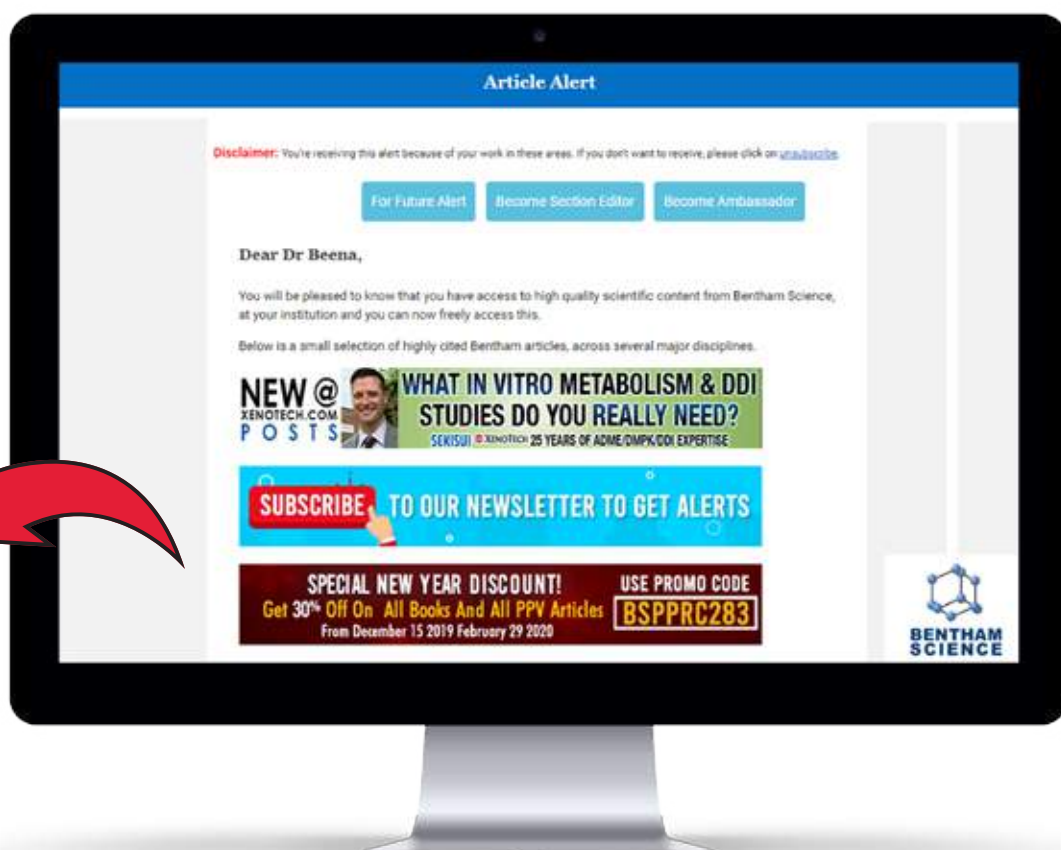 Article Alert
Disclaimer: You're receiving this alert because of your work in these areas. If you don't want to receive, please click on unsubscribe.
For Future Alert
Become Section Editor
Become Ambassador
Dear Dr Beena,
You will be pleased to know that you have access to high quality scientific content from Bentham Science,
at your institution and you can now freely access this.
Below is a small selection of highly cited Bentham articles, across several major disciplines.
NEW @
XENOTECH.COM
POSTS
WHAT IN VITRO METABOLISM & DDI
STUDIES DO YOU REALLY NEED?
SEKISUI XENOTECH 25 YEARS OF ADME/DMPK/DDI EXPERTISE
SUBSCRIBE TO OUR NEWSLETTER TO GET ALERTS
SPECIAL NEW YEAR DISCOUNT!
Get 30% Off On All Books And All PPV Articles
From December 15 2019 February 29 2020
USE PROMO CODE
BSPPRC283
BENTHAM
SCIENCE